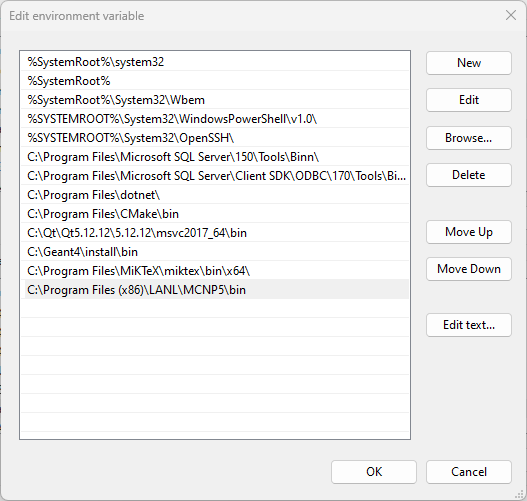 Edit environment variable
%SystemRoot%\system32
%SystemRoot%
%SystemRoot%\System32\Wbem
%SYSTEMROOT%\System32\WindowsPowerShell\v1.0\
%SYSTEMROOT%\System32\OpenSSH\
C:\Program Files\Microsoft SQL Server\150\Tools\Binn\
C:\Program Files\Microsoft SQL Server\Client SDK\ODBC\170\Tools\Bi...
C:\Program Files\dotnet\
C:\Program Files\CMake\bin
C:\Qt\Qt5.12.12\5.12.12\msvc2017_64\bin
C:\Geant4\install\bin
C:\Program Files\MiKTeX\miktex\bin\x64\
C:\Program Files (x86)\LANL\MCNP5\bin
New
Edit
Browse...
Delete
Move Up
Move Down
Edit text...
OK
Cancel